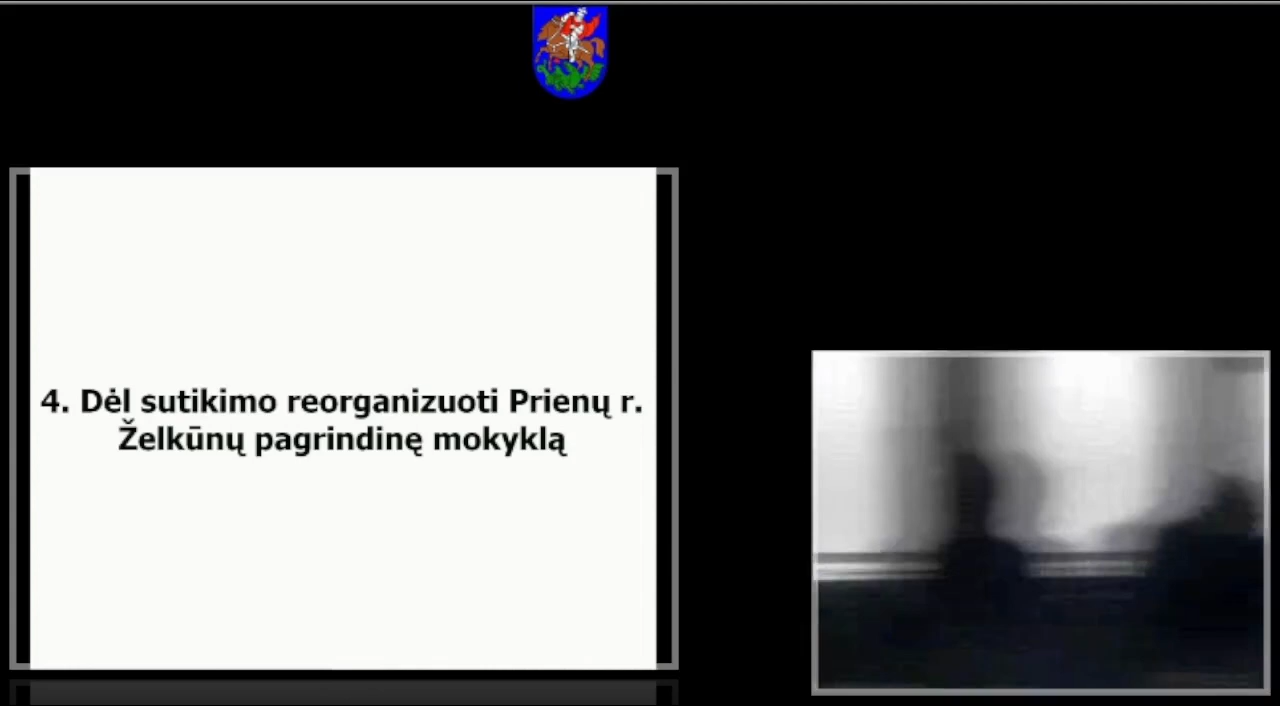 4. Dėl sutikimo reorganizuoti Prienų r.
Želkūnų pagrindinę mokyklą